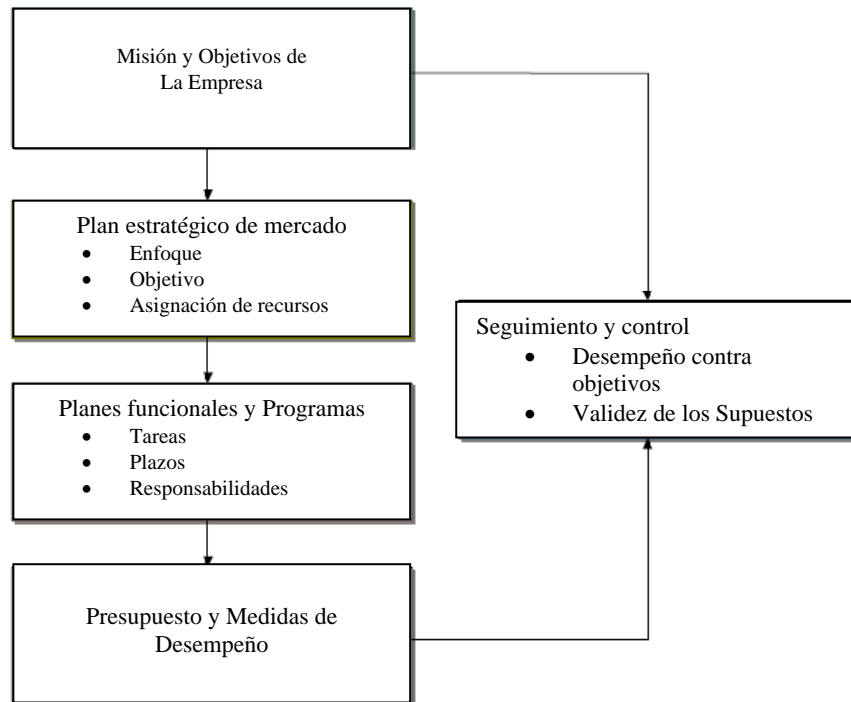 Misión y Objetivos de
La Empresa
Plan estratégico de mercado
• Enfoque
• Objetivo
• Asignación de recursos
Planes funcionales y Programas
• Tareas
• Plazos
• Responsabilidades
Presupuesto y Medidas de
Desempeño
Seguimiento y control
• Desempeño contra
objetivos
• Validez de los Supuestos